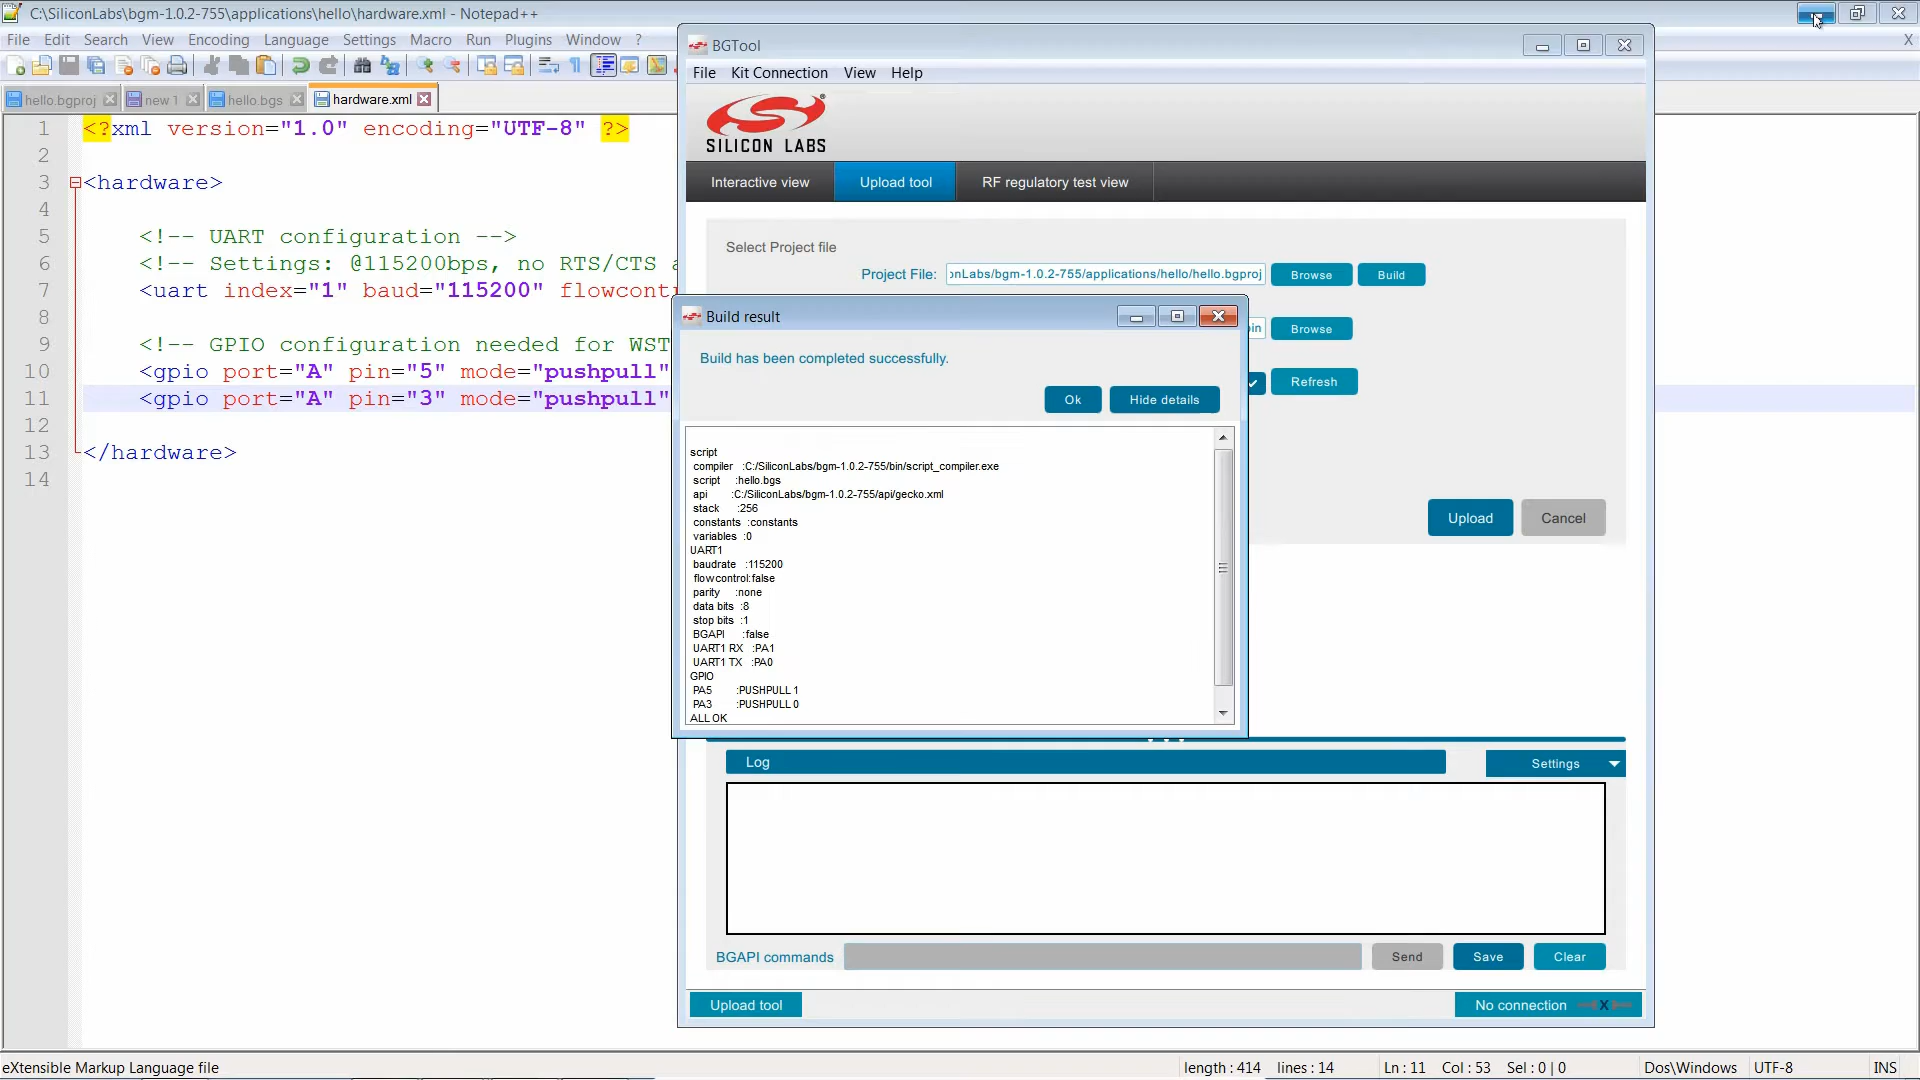 C:\SiliconLabs\bgm-1.0.2-755\applications\hello\hardware.xml - Notepad++
File Edit Search View Encoding Language Settings Macro Run Plugins Window ?
X
hello.bgproj
new 1
hello.bgs
hardware.xml
1 <?xml version="1.0" encoding="UTF-8" ?>
2
3 <hardware>
4
5 <!-- UART configuration -->
6 <!-- Settings: @115200bps, no RTS/CTS
7 <uart index="1" baud="115200" flowcont
8
9 <!-- GPIO configuration needed for WST
10 <gpio port="A" pin="5" mode="pushpull"
11 <gpio port="A" pin="3" mode="pushpull"
12
13 </hardware>
14
BGTool
File Kit Connection View Help
SILICON LABS
Interactive view Upload tool RF regulatory test view
Select Project file
Project File: onLabs/bgm-1.0.2-755/applications/hello/hello.bgproj Browse Build
bin Browse
Refresh
Upload Cancel
Build result
Build has been completed successfully.
Ok Hide details
script
compiler :C:/SiliconLabs/bgm-1.0.2-755/bin/script_compiler.exe
script :hello.bgs
api :C:/SiliconLabs/bgm-1.0.2-755/api/gecko.xml
stack :256
constants :constants
variables :0
UART1
baudrate :115200
flowcontrol:false
parity :none
data bits :8
stop bits :1
BGAPI :false
UART1 RX :PA1
UART1 TX :PA0
GPIO
PA5 :PUSHPULL 1
PA3 :PUSHPULL 0
ALL OK
Log Settings
BGAPI commands Send Save Clear
Upload tool No connection X
eXtensible Markup Language file length : 414 lines : 14 Ln : 11 Col : 53 Sel : 0 | 0 Dos\Windows UTF-8 INS